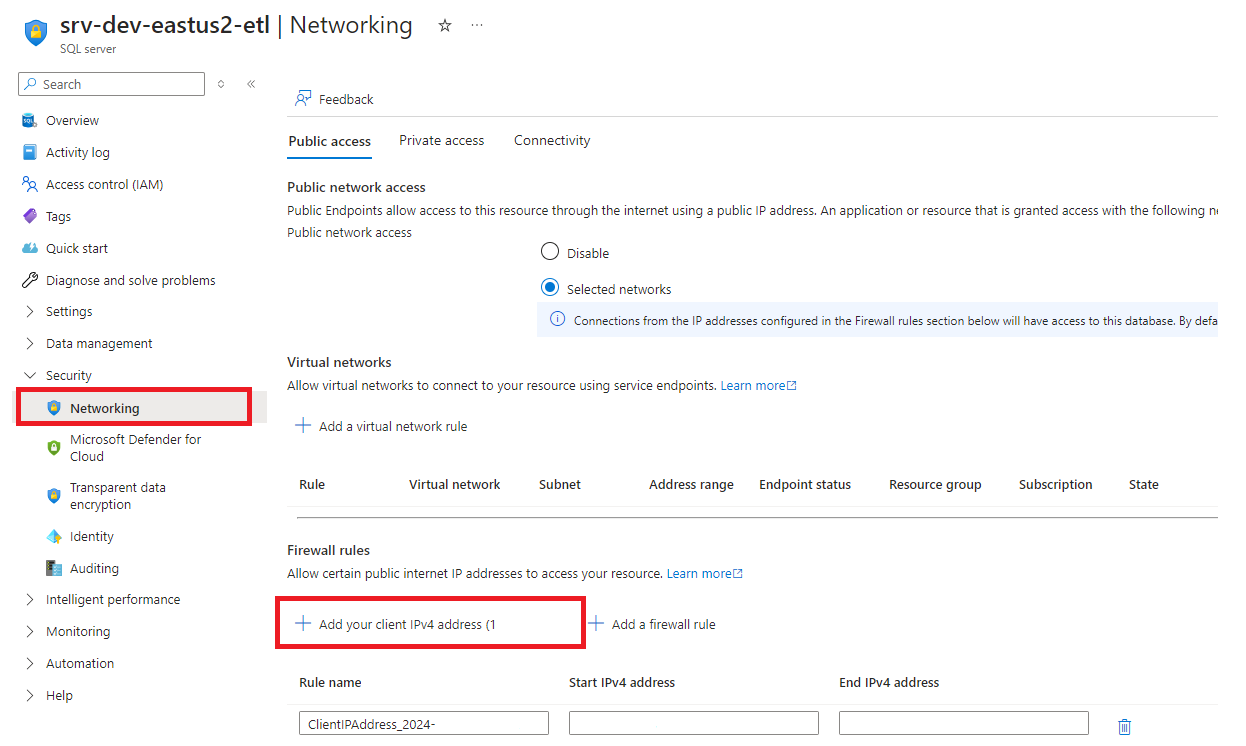 srv-dev-eastus2-etl | Networking
SQL server
Search
Overview
Activity log
Access control (IAM)
Tags
Quick start
Diagnose and solve problems
Settings
Data management
Security
Networking
Microsoft Defender for
Cloud
Transparent data
encryption
Identity
Auditing
Intelligent performance
Monitoring
Automation
Help
Feedback
Public access Private access Connectivity
Public network access
Public Endpoints allow access to this resource through the internet using a public IP address. An application or resource that is granted access with the following
Public network access
Disable
Selected networks
Connections from the IP addresses configured in the Firewall rules section below will have access to this database. By
Virtual networks
Allow virtual networks to connect to your resource using service endpoints. Learn more
Add a virtual network rule
Rule Virtual network Subnet Address range Endpoint status Resource group Subscription State
Firewall rules
Allow certain public internet IP addresses to access your resource. Learn more
Add your client IPv4 address (1 Add a firewall rule
Rule name Start IPv4 address End IPv4 address
ClientIPAddress_2024-